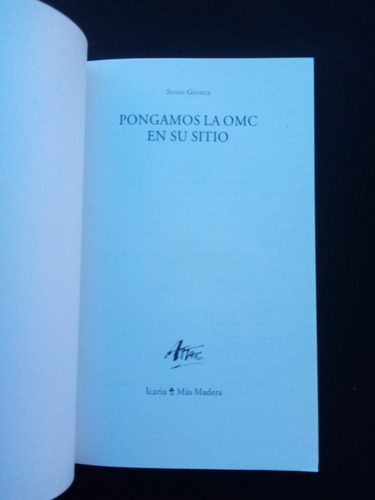 Susan George
PONGAMOS LA OMC
EN SU SITIO
ATTAC
Icaria Más Madera